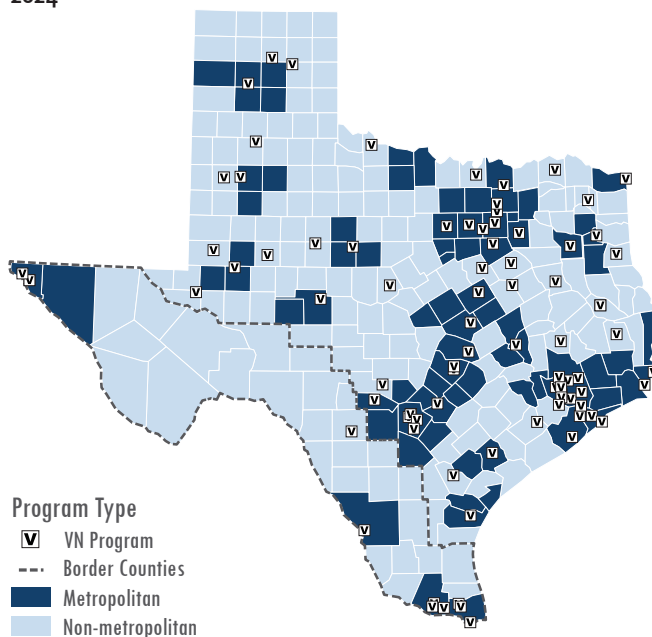 2024
Program Type
V VN Program
Border Counties
Metropolitan
Non-metropolitan